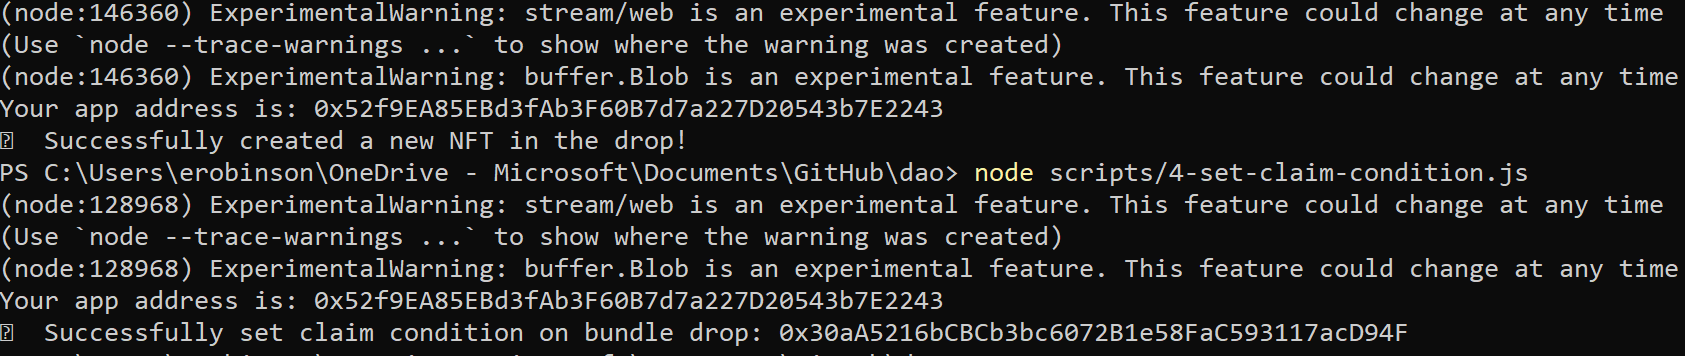 (node:146360) ExperimentalWarning: stream/web is an experimental feature. This feature could change at any time
(Use `node --trace-warnings ...` to show where the warning was created)
(node:146360) ExperimentalWarning: buffer.Blob is an experimental feature. This feature could change at any time
Your app address is: 0x52f9EA85EBd3fAb3F60B7d7a227D20543b7E2243
Successfully created a new NFT in the drop!
PS C:\Users\erobinson\OneDrive - Microsoft\Documents\GitHub\dao> node scripts/4-set-claim-condition.js
(node:128968) ExperimentalWarning: stream/web is an experimental feature. This feature could change at any time
(Use `node --trace-warnings ...` to show where the warning was created)
(node:128968) ExperimentalWarning: buffer.Blob is an experimental feature. This feature could change at any time
Your app address is: 0x52f9EA85EBd3fAb3F60B7d7a227D20543b7E2243
Successfully set claim condition on bundle drop: 0x30aA5216bCBCb3bc6072B1e58FaC593117acD94F